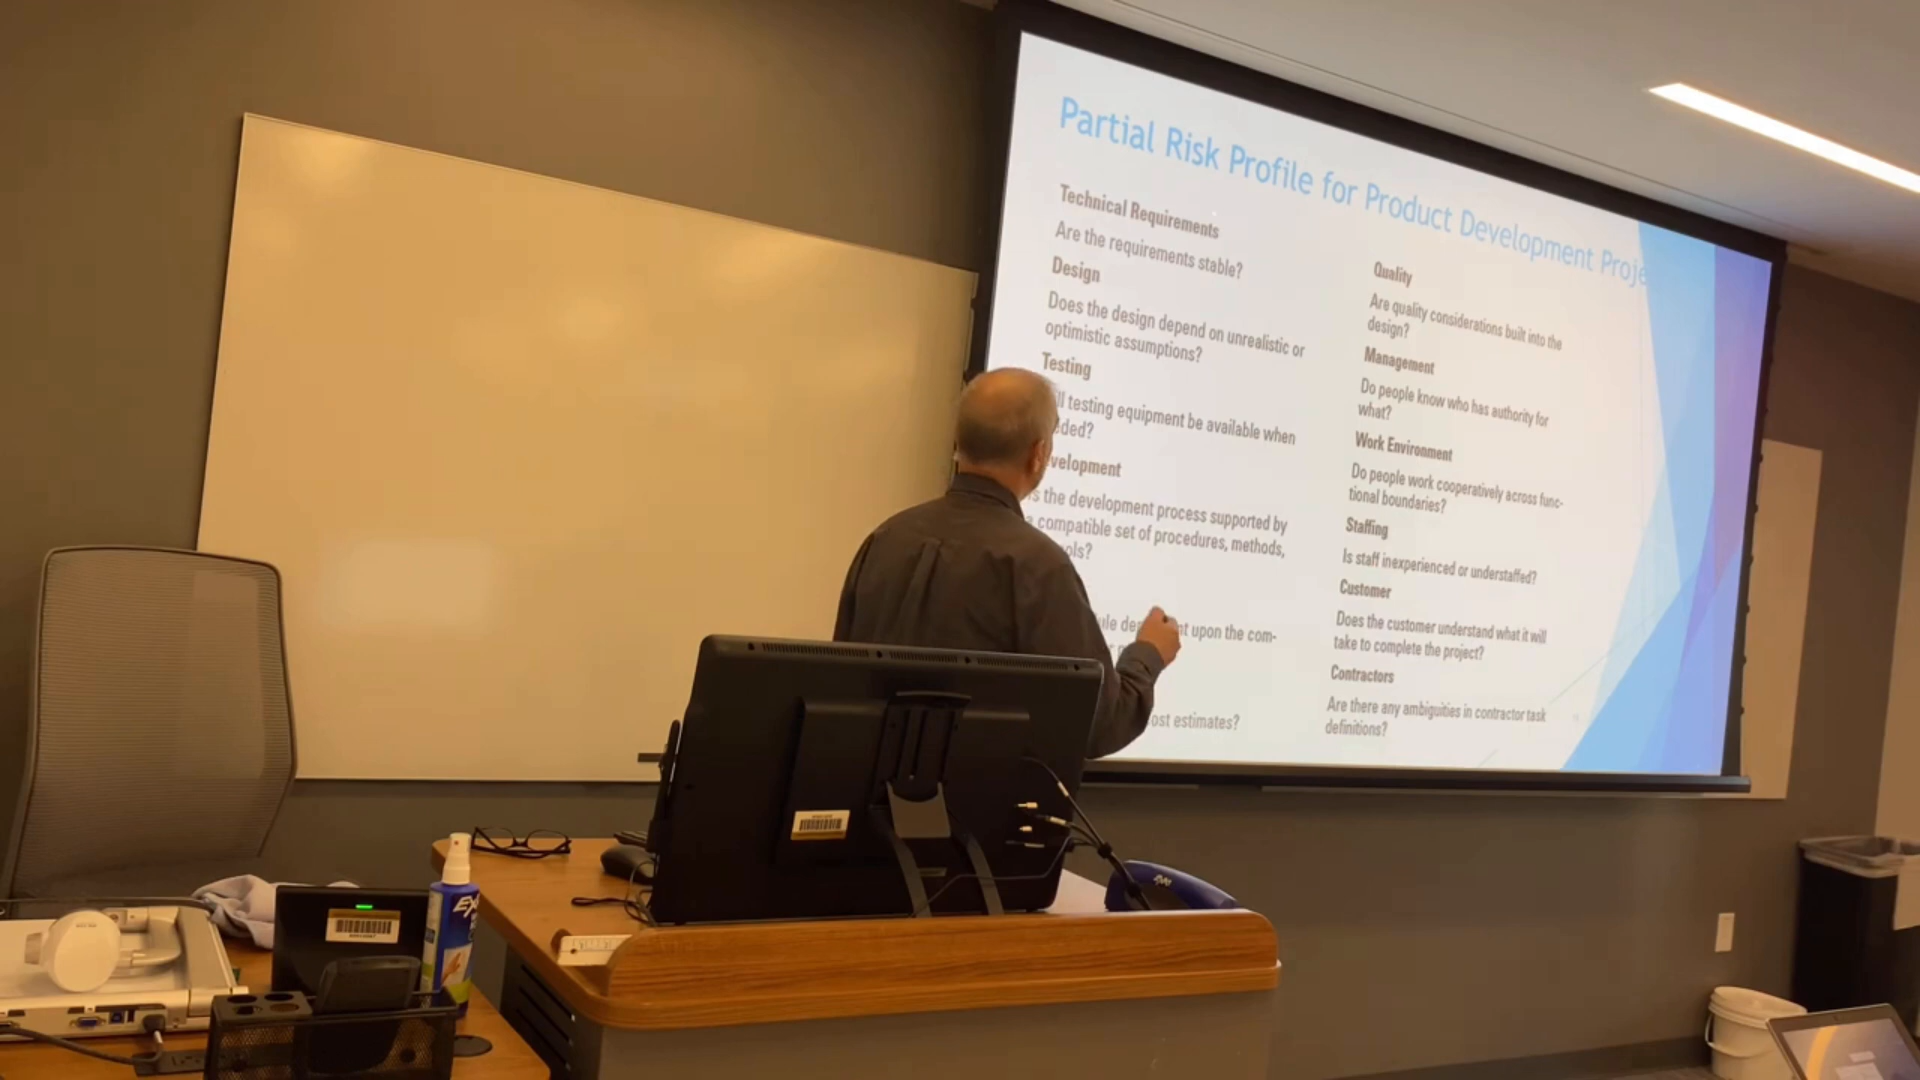 Partial Risk Profile for Product Development Proje
Technical Requirements
Are the requirements stable?
Design
Does the design depend on unrealistic or
optimistic assumptions?
Testing
ll testing equipment be available when
ded?
velopment
Is the development process supported by
a compatible set of procedures, methods,
ols?
ule de nt upon the com-
ost estimates?
Quality
Are quality considerations built into the
design?
Management
Do people know who has authority for
what?
Work Environment
Do people work cooperatively across func-
tional boundaries?
Staffing
Is staff inexperienced or understaffed?
Customer
Does the customer understand what it will
take to complete the project?
Contractors
Are there any ambiguities in contractor task
definitions?